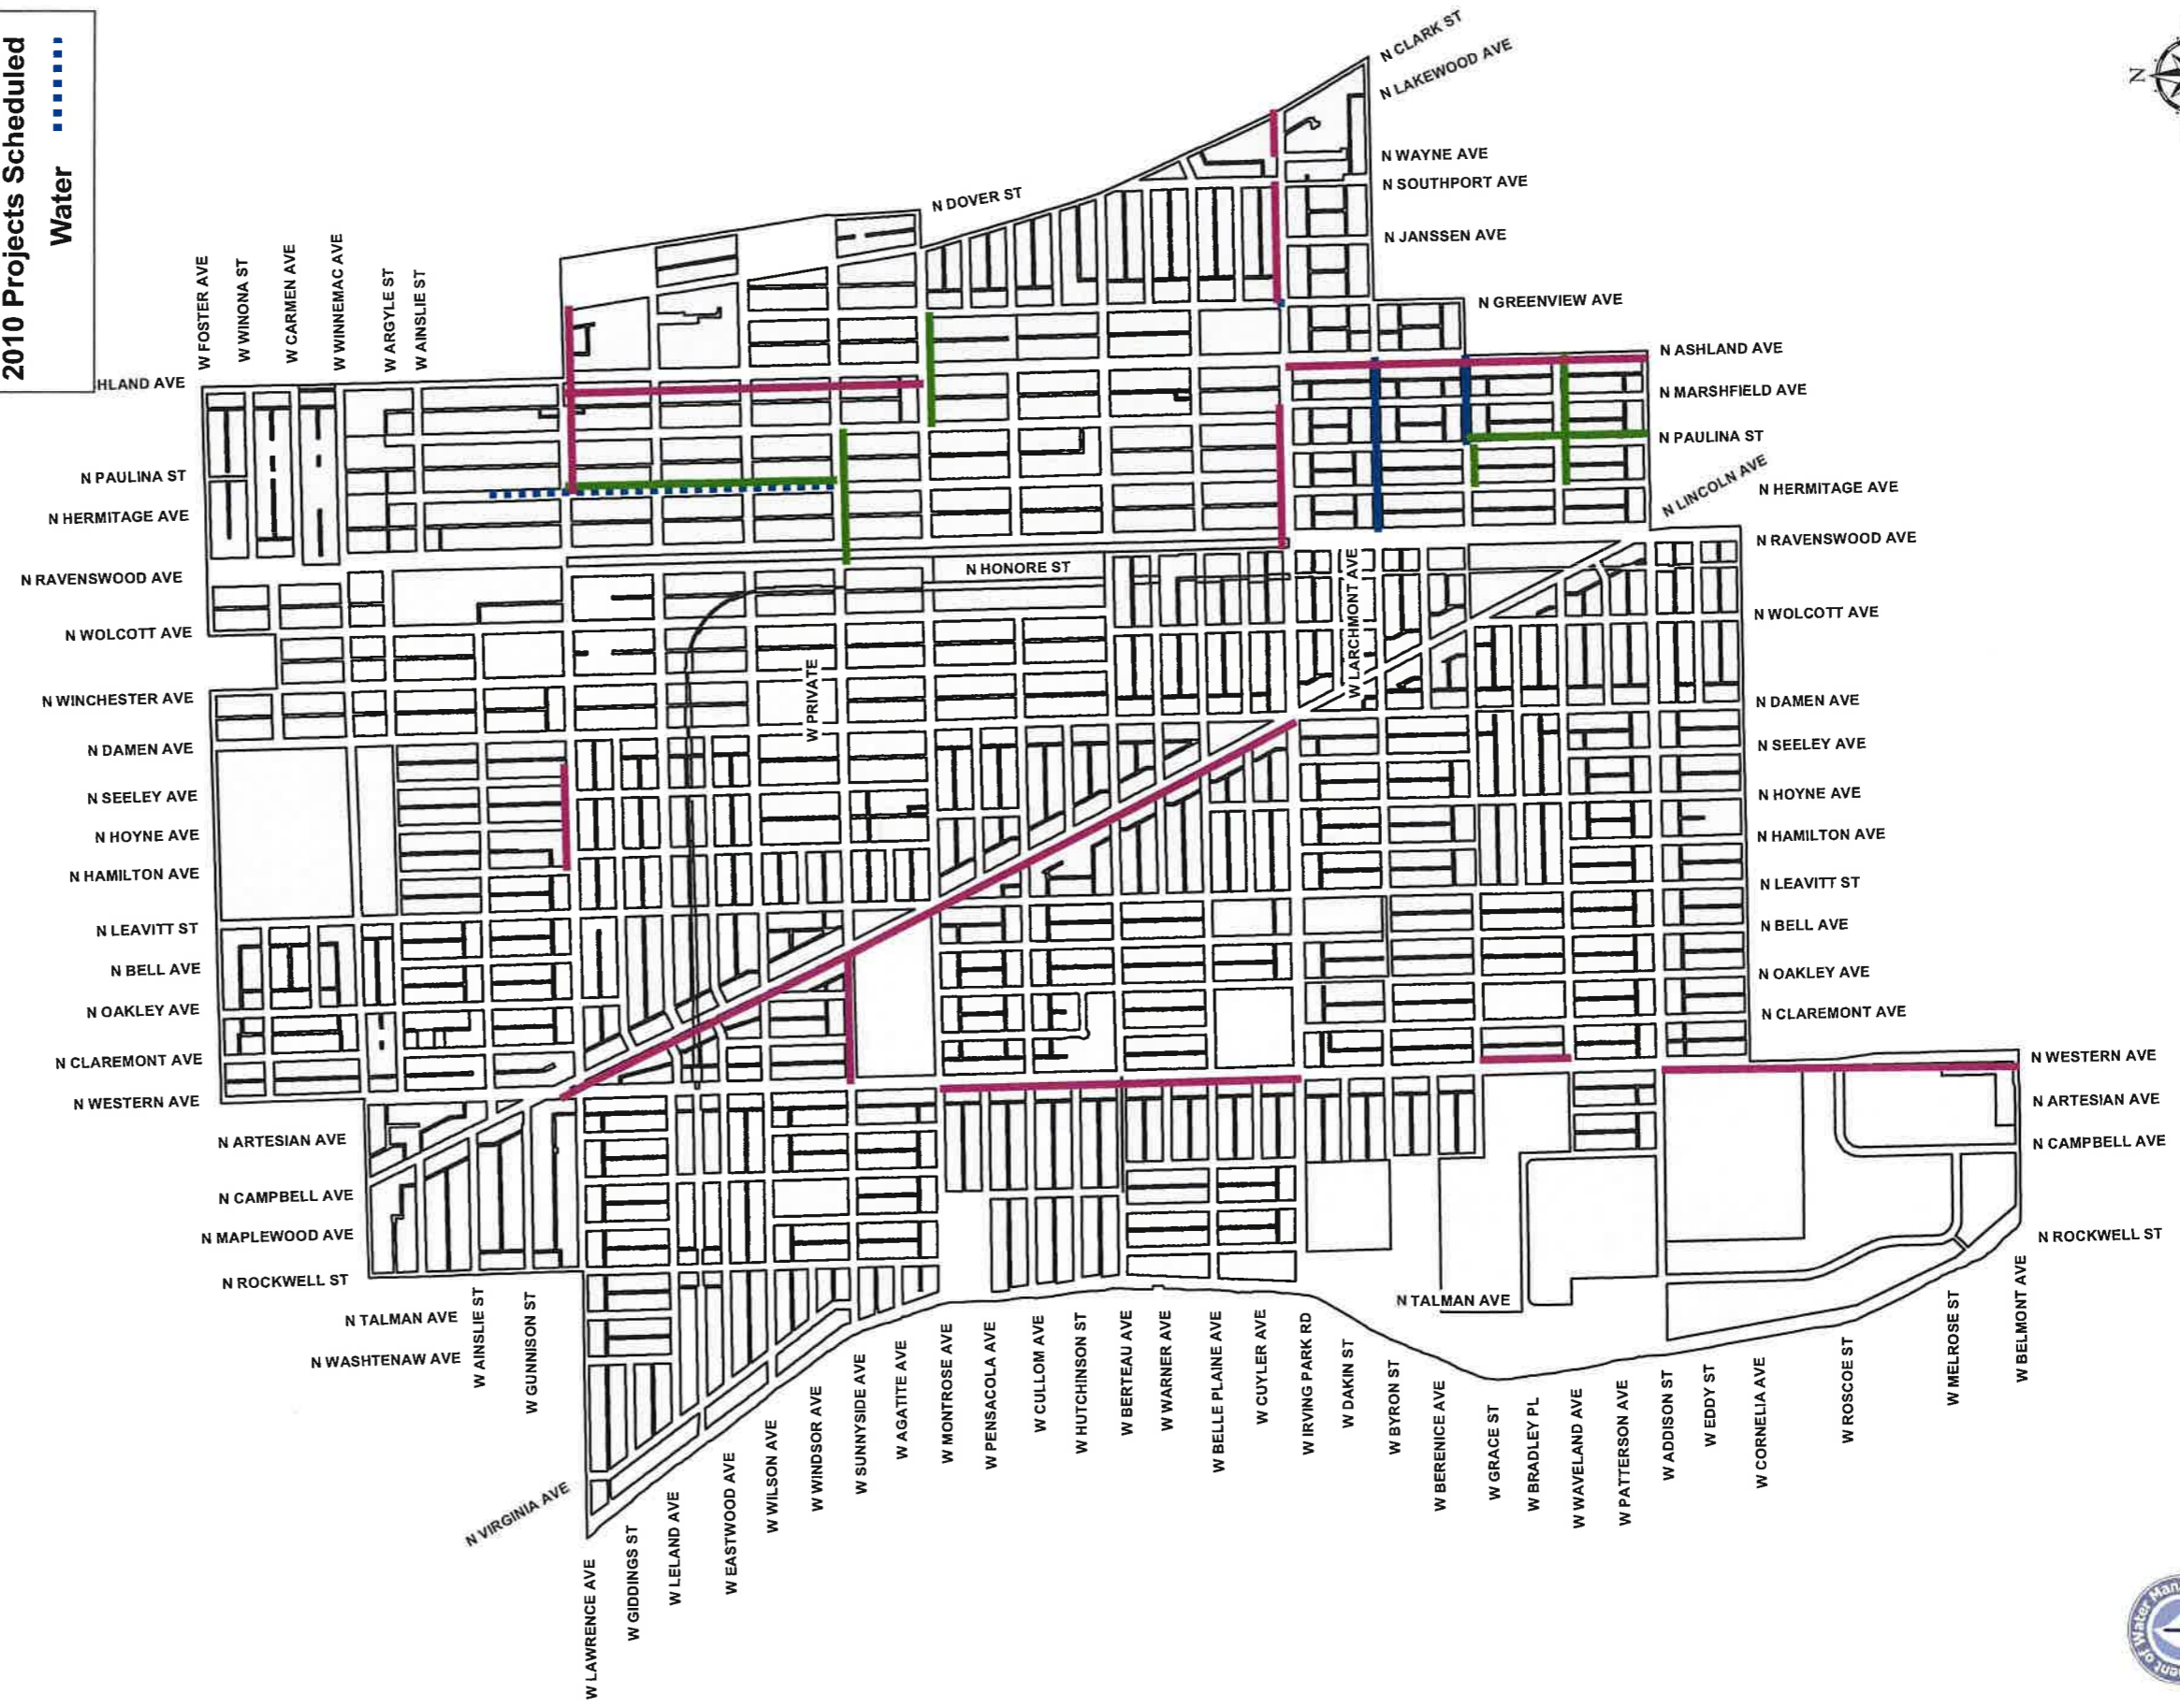 2010 Projects Scheduled
Water
N CLARK ST
N LAKEWOOD AVE
N
N WAYNE AVE
N SOUTHPORT AVE
N DOVER ST
N JANSSEN AVE
N GREENVIEW AVE
W FOSTER AVE
W WINONA ST
W CARMEN AVE
W WINNEMAC AVE
W ARGYLE ST
W AINSLIE ST
HLAND AVE
N ASHLAND AVE
N MARSHFIELD AVE
N PAULINA ST
N PAULINA ST
N LINCOLN AVE
N HERMITAGE AVE
N HERMITAGE AVE
N RAVENSWOOD AVE
N RAVENSWOOD AVE
N HONORE ST
W LARCHMONT AVE
N WOLCOTT AVE
N WOLCOTT AVE
W PRIVATE
N WINCHESTER AVE
N DAMEN AVE
N DAMEN AVE
N SEELEY AVE
N SEELEY AVE
N HOYNE AVE
N HOYNE AVE
N HAMILTON AVE
N HAMILTON AVE
N LEAVITT ST
N LEAVITT ST
N BELL AVE
N BELL AVE
N OAKLEY AVE
N OAKLEY AVE
N CLAREMONT AVE
N CLAREMONT AVE
N WESTERN AVE
N WESTERN AVE
N ARTESIAN AVE
N ARTESIAN AVE
N CAMPBELL AVE
N CAMPBELL AVE
N MAPLEWOOD AVE
N ROCKWELL ST
N ROCKWELL ST
N TALMAN AVE
N TALMAN AVE
N WASHTENAW AVE
W AINSLIE ST
W GUNNISON ST
N VIRGINIA AVE
W LAWRENCE AVE
W GIDDINGS ST
W LELAND AVE
W EASTWOOD AVE
W WILSON AVE
W WINDSOR AVE
W SUNNYSIDE AVE
W AGATITE AVE
W MONTROSE AVE
W PENSACOLA AVE
W CULLOM AVE
W HUTCHINSON ST
W BERTEAU AVE
W WARNER AVE
W BELLE PLAINE AVE
W CUYLER AVE
W IRVING PARK RD
W DAKIN ST
W BYRON ST
W BERENICE AVE
W GRACE ST
W BRADLEY PL
W WAVELAND AVE
W PATTERSON AVE
W ADDISON ST
W EDDY ST
W CORNELIA AVE
W ROSCOE ST
W MELROSE ST
W BELMONT AVE
ent of Water Man